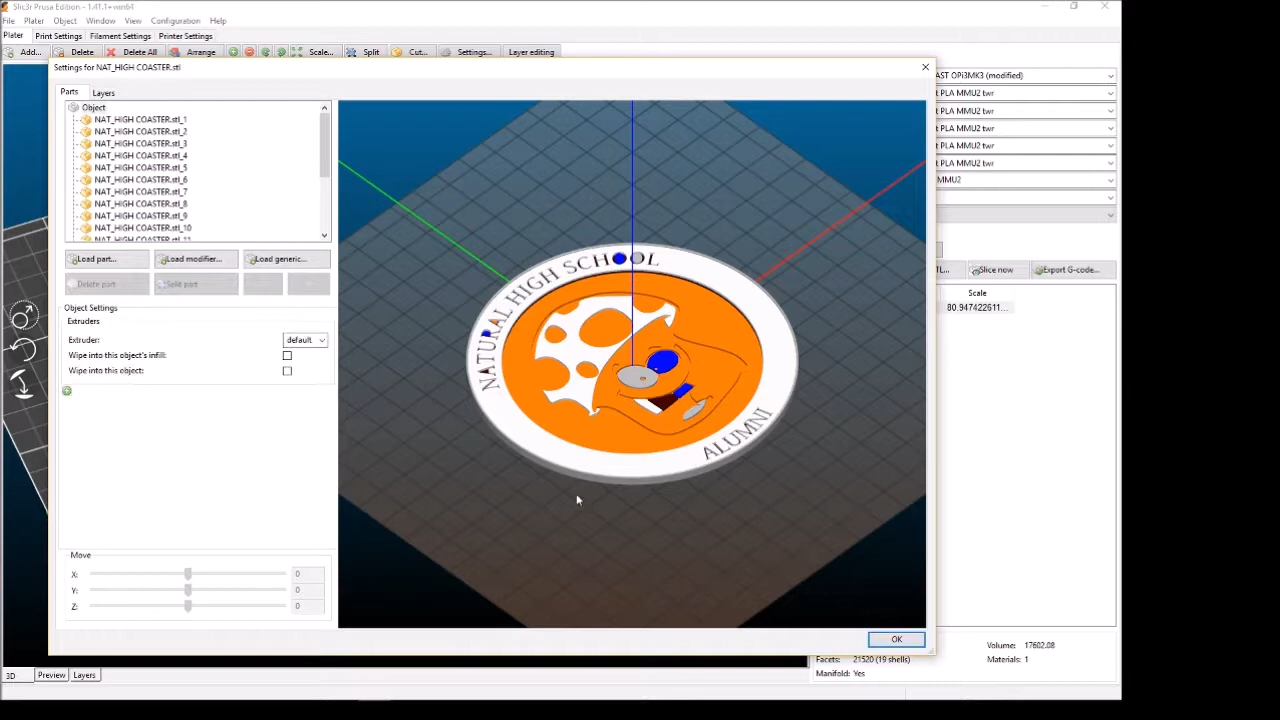 Slic3r Prusa Edition - 1.41.1+win64
File Plater Object Window View Configuration Help
Plater Print Settings Filament Settings Printer Settings
Add... Delete Delete All Arrange Scale... Split Cut... Settings... Layer editing
Settings for NAT_HIGH COASTER.stl
Parts Layers
Object
NAT_HIGH COASTER.stl_1
NAT_HIGH COASTER.stl_2
NAT_HIGH COASTER.stl_3
NAT_HIGH COASTER.stl_4
NAT_HIGH COASTER.stl_5
NAT_HIGH COASTER.stl_6
NAT_HIGH COASTER.stl_7
NAT_HIGH COASTER.stl_8
NAT_HIGH COASTER.stl_9
NAT_HIGH COASTER.stl_10
NAT_HIGH COASTER.stl_11
Load part... Load modifier... Load generic...
Delete part Split part
Object Settings
Extruders
Extruder: default
Wipe into this object's infill:
Wipe into this object:
Move
X: 0
Y: 0
Z: 0
NATURAL HIGH SCHOOL
ALUMNI
OK
AST OPi3MK3 (modified)
t PLA MMU2 twr
t PLA MMU2 twr
t PLA MMU2 twr
t PLA MMU2 twr
t PLA MMU2 twr
MMU2
TL... Slice now Export G-code...
Scale
80.947422611...
Volume: 17602.08
Facets: 21520 (19 shells) Materials: 1
Manifold: Yes
3D Preview Layers